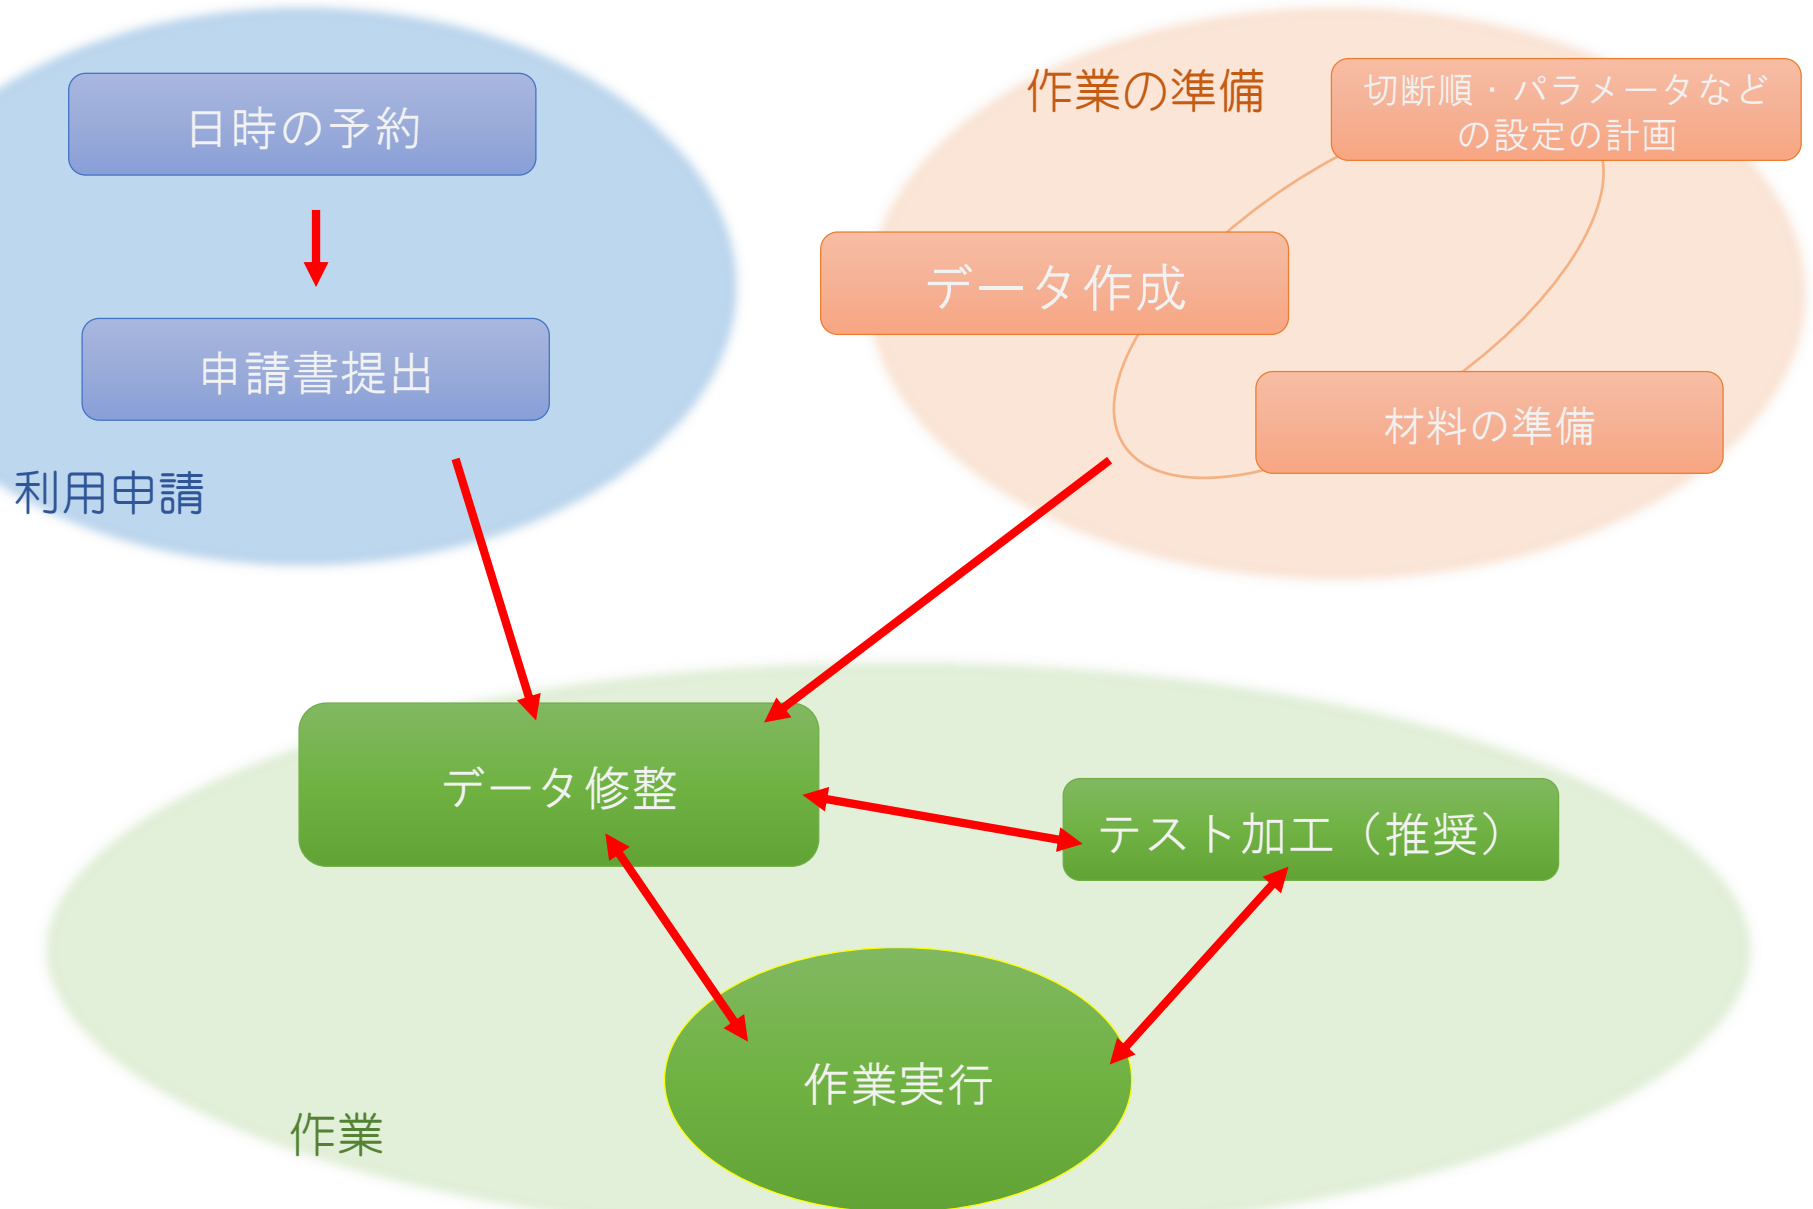 日時の予約
申請書提出
利用申請
作業の準備
切断順・パラメータなど
の設定の計画
データ作成
材料の準備
データ修整
テスト加工（推奨）
作業実行
作業